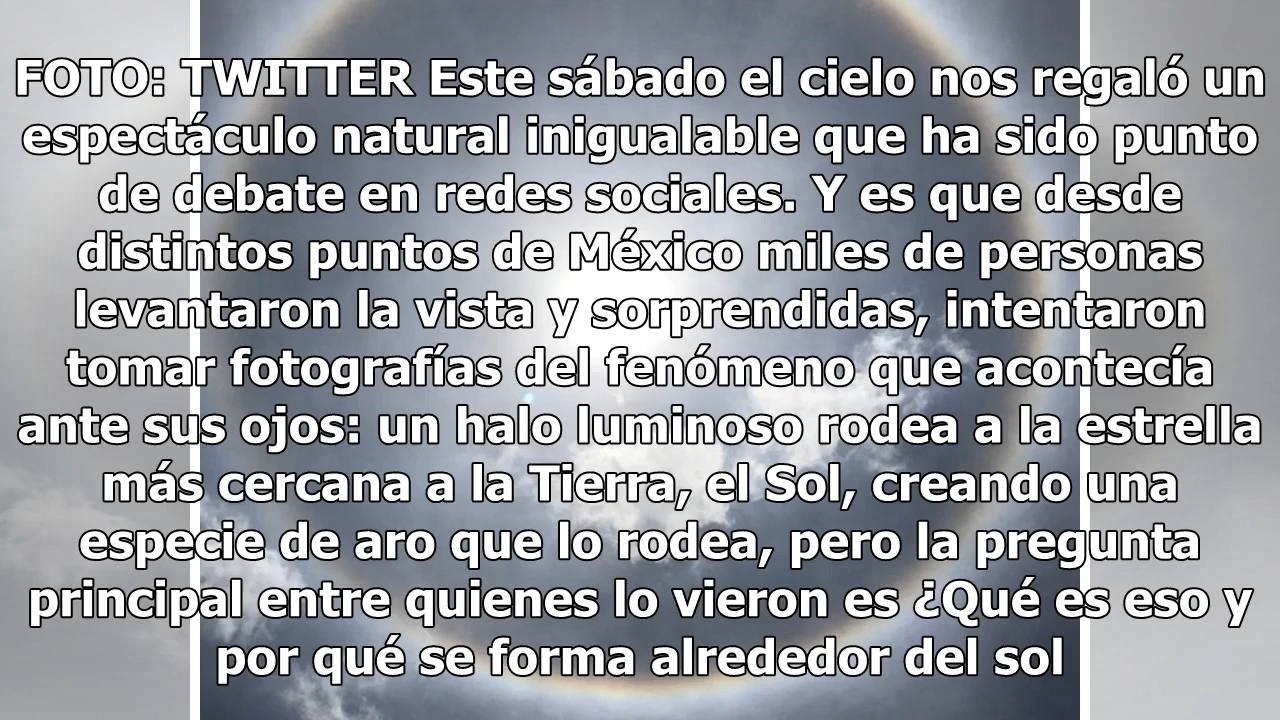 FOTO: TWITTER Este sábado el cielo nos regaló un
espectáculo natural inigualable que ha sido punto
de debate en redes sociales. Y es que desde
distintos puntos de México miles de personas
levantaron la vista y sorprendidas, intentaron
tomar fotografías del fenómeno que acontecía
ante sus ojos: un halo luminoso rodea a la estrella
más cercana a la Tierra, el Sol, creando una
especie de aro que lo rodea, pero la pregunta
principal entre quienes lo vieron es ¿Qué es eso y
por qué se forma alrededor del sol